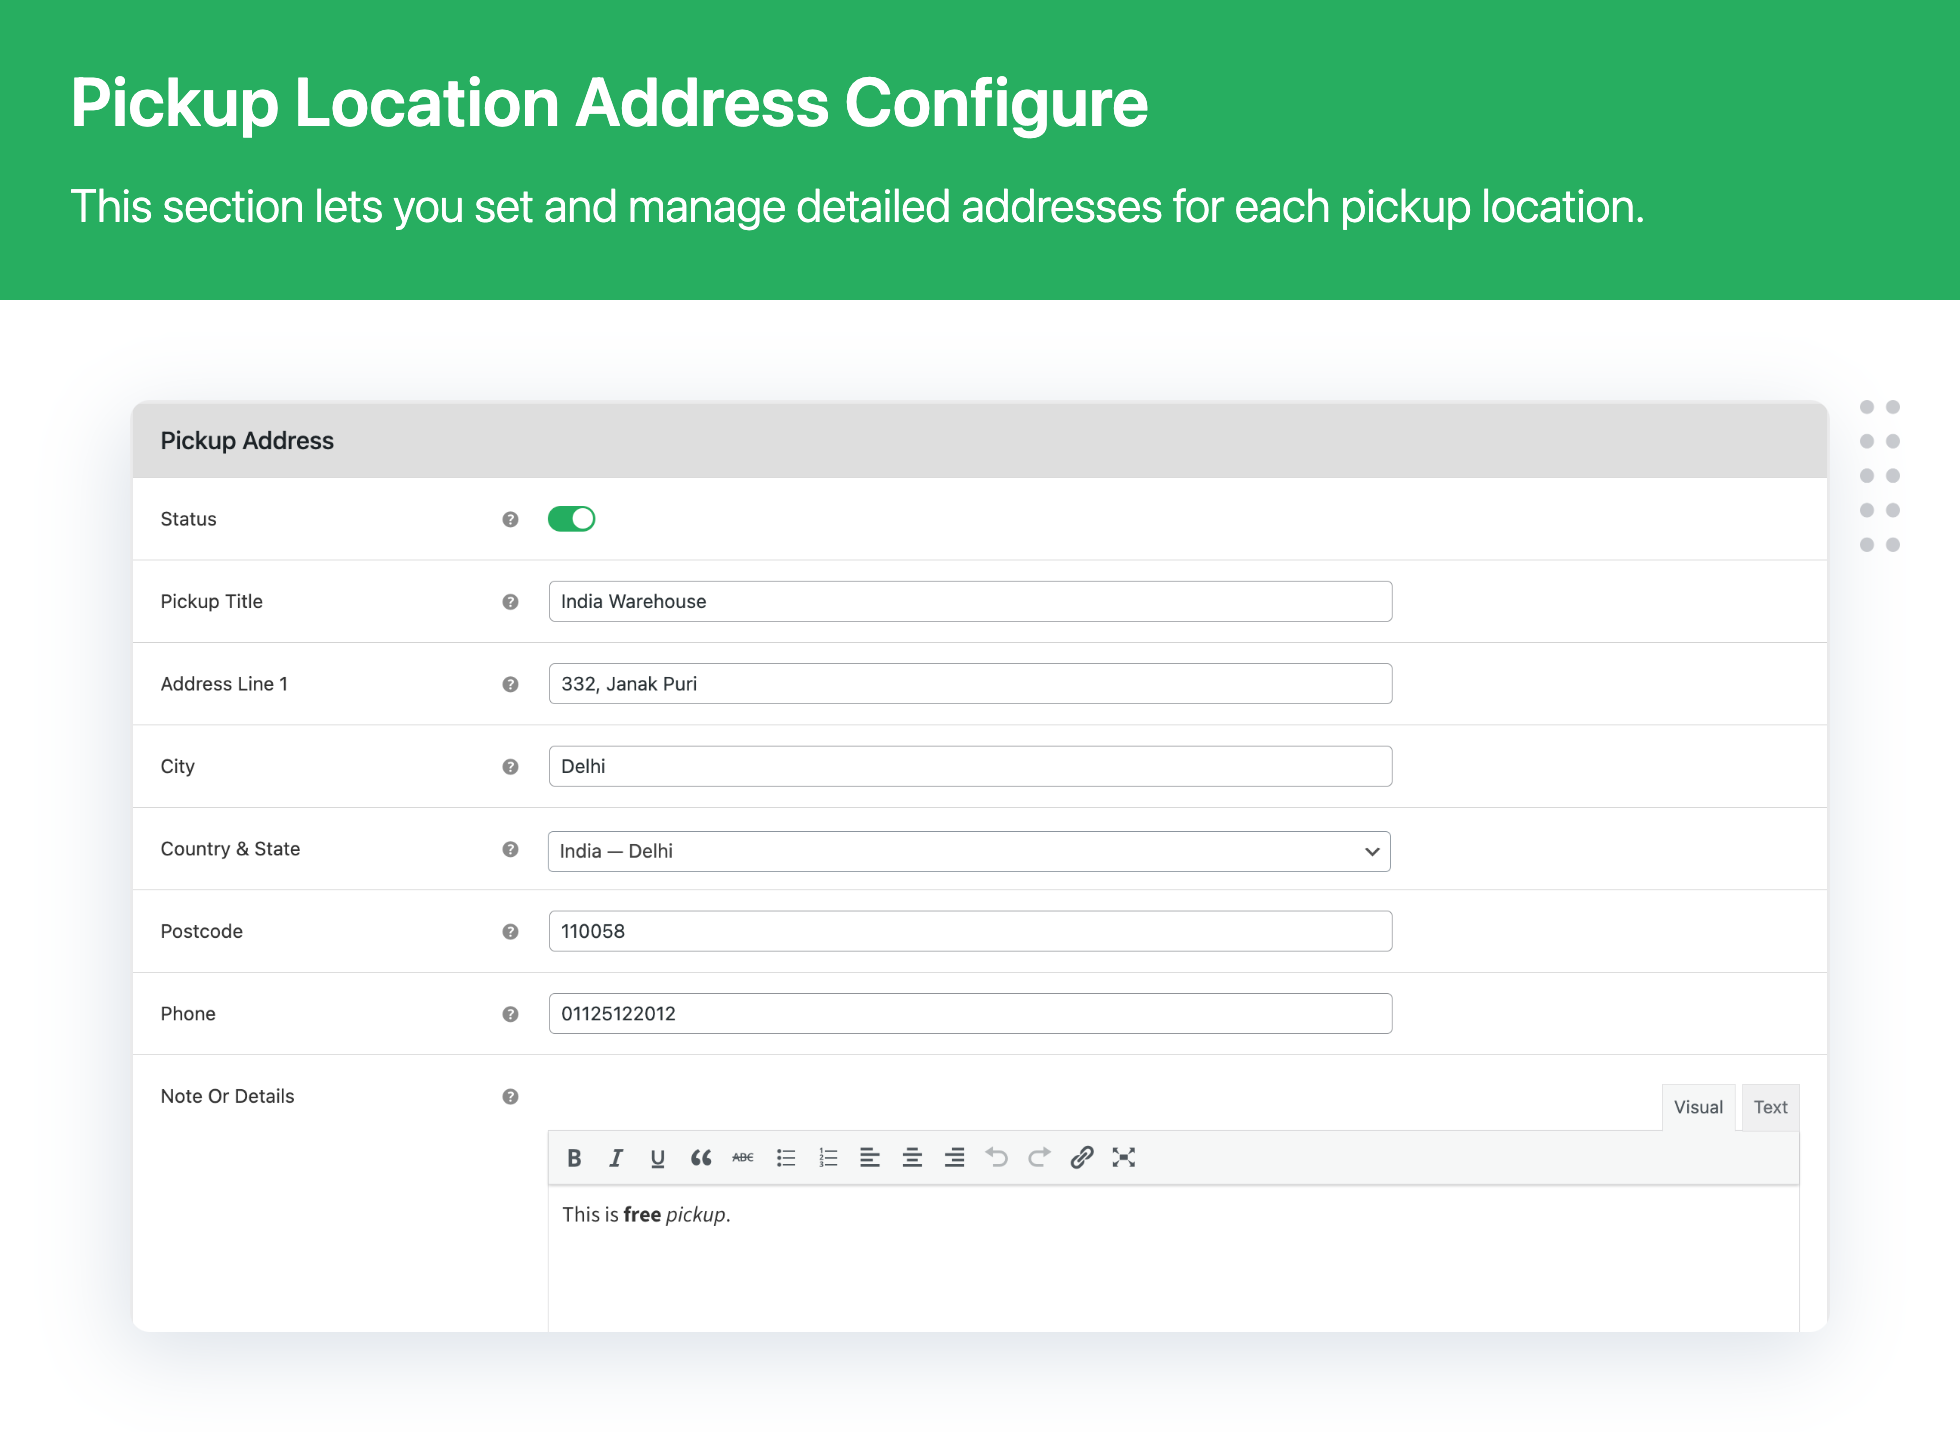 Pickup Location Address Configure
This section lets you set and manage detailed addresses for each pickup location.
Pickup Address
Status
Pickup Title
India Warehouse
Address Line 1
332, Janak Puri
City
Delhi
Country & State
India — Delhi
Postcode
110058
Phone
01125122012
Note Or Details
Visual
Text
B I U ABC
This is free pickup.